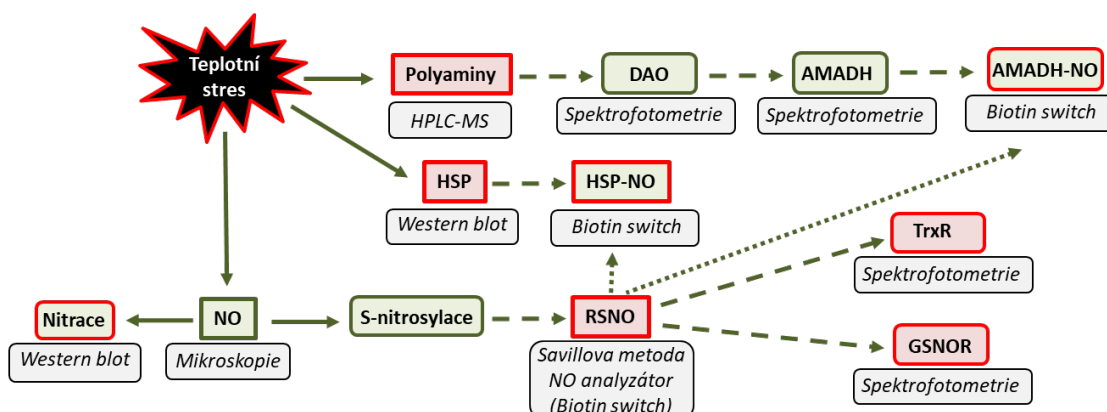 Teplotní
stres
Polyaminy
HPLC-MS
DAO
Spektrofotometrie
AMADH
Spektrofotometrie
AMADH-NO
Biotin switch
HSP
Western blot
HSP-NO
Biotin switch
TrxR
Spektrofotometrie
Nitrace
Western blot
NO
Mikroskopie
S-nitrosylace
RSNO
Savillova metoda
NO analyzátor
(Biotin switch)
GSNOR
Spektrofotometrie